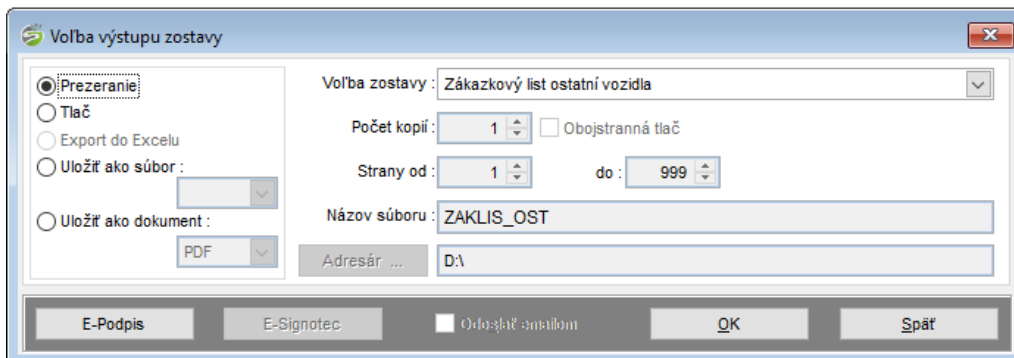 Voľba výstupu zostavy
Prezeranie
Tlač
Export do Excelu
Uložiť ako súbor :
Uložiť ako dokument :
PDF
Voľba zostavy : Zákazkový list ostatní vozidla
Počet kopií : 1 Obojstranná tlač
Strany od : 1 do : 999
Názov súboru : ZAKLIS_OST
Adresár ... D:\
E-Podpis E-Signotec Odoslať emailom OK Späť